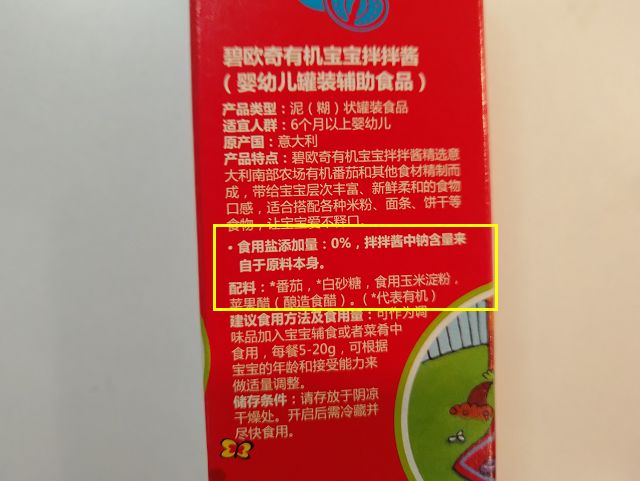 碧欧奇有机宝宝拌拌酱
（婴幼儿罐装辅助食品）
产品类型：泥（糊）状罐装食品
适宜人群：6个月以上婴幼儿
原产国：意大利
产品特点：碧欧奇有机宝宝拌拌酱精选意
大利南部农场有机番茄和其他食材精制而
成，带给宝宝层次丰富、新鲜柔和的食物
口感，适合搭配各种米粉、面条、饼干等
食物，让宝宝爱不释口。
·食用盐添加量：0%，拌拌酱中钠含量来
自于原料本身。
配料：*番茄，*白砂糖，食用玉米淀粉，
苹果醋（酿造食醋）。（*代表有机）
建议食用方法及食用量：可作为调
味品加入宝宝辅食或者菜肴中
食用，每餐5-20g，可根据
宝宝的年龄和接受能力来
做适量调整。
储存条件：请存放于阴凉
干燥处。开启后需冷藏并
尽快食用。